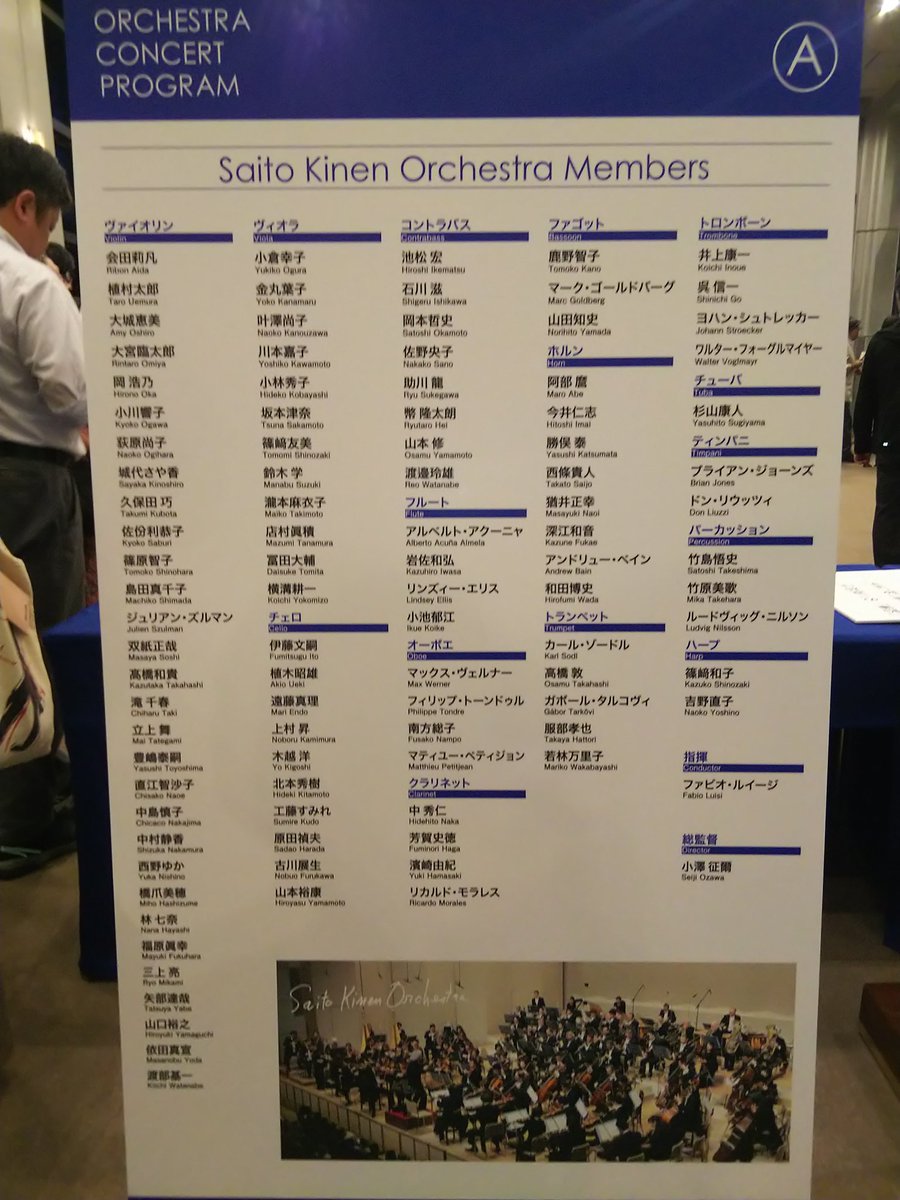 ORCHESTRA
CONCERT
PROGRAM
A
Saito Kinen Orchestra Members
ヴァイオリン
Violin
会田莉凡
Ribon Aida
植村太郎
Taro Uemura
大城恵美
Amy Oshiro
大宮臨太郎
Rintaro Omiya
岡 浩乃
Hirono Oka
小川響子
Kyoko Ogawa
荻原尚子
Naoko Ogihara
城代さや香
Sayaka Kinoshiro
久保田 巧
Takumi Kubota
佐份利恭子
Kyoko Saburi
篠原智子
Tomoko Shinohara
島田真千子
Machiko Shimada
ジュリアン・ズルマン
Julien Szulman
双紙正哉
Masaya Soshi
高橋和貴
Kazutaka Takahashi
滝 千春
Chiharu Taki
立上 舞
Mai Tategami
豊嶋泰嗣
Yasushi Toyoshima
直江智沙子
Chisako Naoe
中島慎子
Chicaco Nakajima
中村静香
Shizuka Nakamura
西野ゆか
Yuka Nishino
橋爪美穂
Miho Hashizume
林 七奈
Nana Hayashi
福原眞幸
Mayuki Fukuhara
三上 亮
Ryo Mikami
矢部達哉
Tatsuya Yabe
山口裕之
Hiroyuki Yamaguchi
依田真宣
Masanobu Yoda
渡部基一
Kiichi Watanabe
ヴィオラ
Viola
小倉幸子
Yukiko Ogura
金丸葉子
Yoko Kanamaru
叶澤尚子
Naoko Kanouzawa
川本嘉子
Yoshiko Kawamoto
小林秀子
Hideko Kobayashi
坂本津奈
Tsuna Sakamoto
篠﨑友美
Tomomi Shinozaki
鈴木 学
Manabu Suzuki
瀧本麻衣子
Maiko Takimoto
店村眞積
Mazumi Tanamura
冨田大輔
Daisuke Tomita
横溝耕一
Koichi Yokomizo
チェロ
Cello
伊藤文嗣
Fumitsugu Ito
植木昭雄
Akio Ueki
遠藤真理
Mari Endo
上村 昇
Noboru Kamimura
木越 洋
Yo Kigoshi
北本秀樹
Hideki Kitamoto
工藤すみれ
Sumire Kudo
原田禎夫
Sadao Harada
古川展生
Nobuo Furukawa
山本裕康
Hiroyasu Yamamoto
コントラバス
Contrabass
池松 宏
Hiroshi Ikematsu
石川 滋
Shigeru Ishikawa
岡本哲史
Satoshi Okamoto
佐野央子
Nakako Sano
助川 龍
Ryu Sukegawa
幣 隆太朗
Ryutaro Hei
山本 修
Osamu Yamamoto
渡邉玲雄
Reo Watanabe
フルート
Flute
アルベルト・アクーニャ
Alberto Acuña Almela
岩佐和弘
Kazuhiro Iwasa
リンズィー・エリス
Lindsey Ellis
小池郁江
Ikue Koike
オーボエ
Oboe
マックス・ヴェルナー
Max Werner
フィリップ・トーンドゥル
Philippe Tondre
南方総子
Fusako Nampo
マティユー・ペティジョン
Matthieu Petitjean
クラリネット
Clarinet
中 秀仁
Hidehito Naka
芳賀史徳
Fuminori Haga
濱崎由紀
Yuki Hamasaki
リカルド・モラレス
Ricardo Morales
ファゴット
Bassoon
鹿野智子
Tomoko Kano
マーク・ゴールドバーグ
Marc Goldberg
山田知史
Norihito Yamada
ホルン
Horn
阿部 麿
Maro Abe
今井仁志
Hitoshi Imai
勝俣 泰
Yasushi Katsumata
西條貴人
Takato Saijo
猶井正幸
Masayuki Naoi
深江和音
Kazune Fukae
アンドリュー・ベイン
Andrew Bain
和田博史
Hirofumi Wada
トランペット
Trumpet
カール・ゾードル
Karl Sodl
高橋 敦
Osamu Takahashi
ガボール・タルコヴィ
Gábor Tarkövi
服部孝也
Takaya Hattori
若林万里子
Mariko Wakabayashi
トロンボーン
Trombone
井上康一
Koichi Inoue
呉 信一
Shinichi Go
ヨハン・シュトレッカー
Johann Stroecker
ワルター・フォーグルマイヤー
Walter Voglmayr
チューバ
Tuba
杉山康人
Yasuhito Sugiyama
ティンパニ
Timpani
ブライアン・ジョーンズ
Brian Jones
ドン・リウッツィ
Don Liuzzi
パーカッション
Percussion
竹島悟史
Satoshi Takeshima
竹原美歌
Mika Takehara
ルードヴィッグ・ニルソン
Ludvig Nilsson
ハープ
Harp
篠﨑和子
Kazuko Shinozaki
吉野直子
Naoko Yoshino
指揮
Conductor
ファビオ・ルイージ
Fabio Luisi
総監督
Director
小澤征爾
Seiji Ozawa
Saito Kinen Orchestra